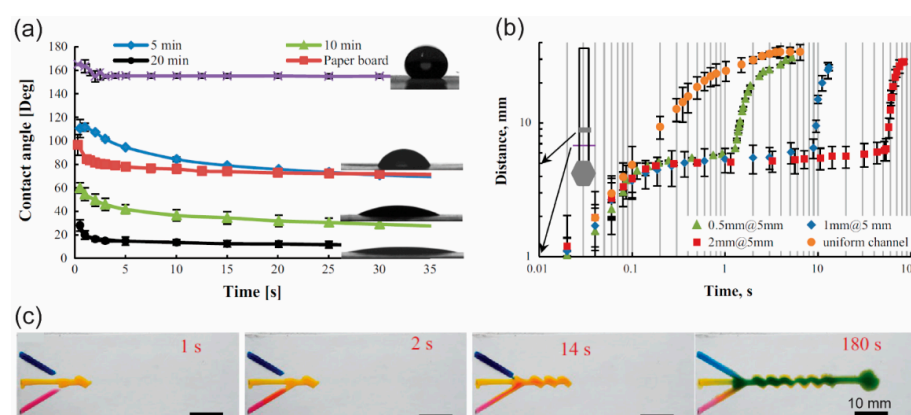 (a)
5 min
10 min
20 min
Paper board
180
160
140
120
100
80
60
40
20
0
Contact angle [Deg]
0 5 10 15 20 25 30 35
Time [s]
(b)
Distance, mm
10
1
0.5mm@5mm
1mm@5 mm
2mm@5mm
uniform channel
0.01 0.1 1 10
Time, s
(c)
1 s
2 s
14 s
180 s
10 mm